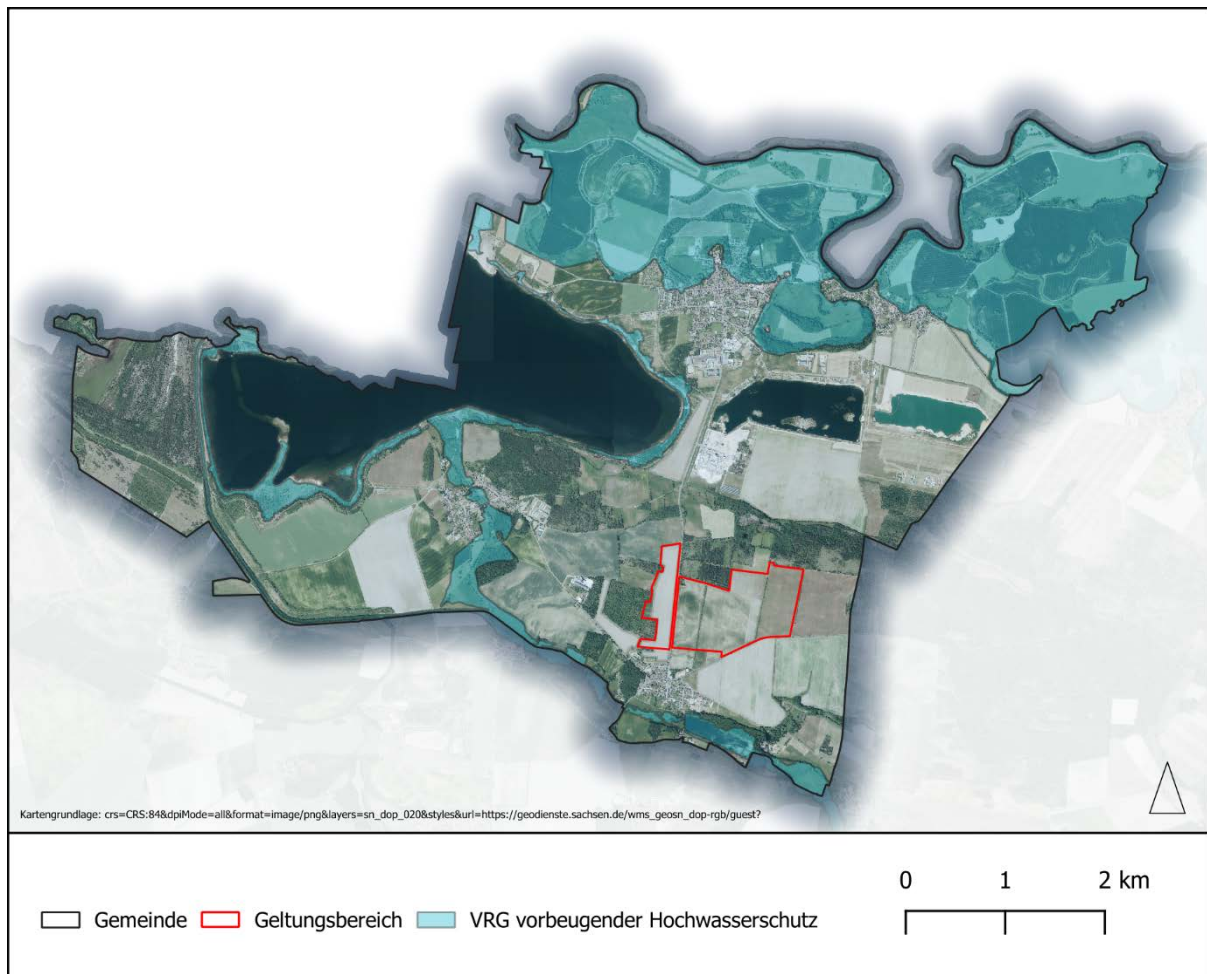 Kartengrundlage: crs=CRS:84&dpiMode=all&format=image/png&layers=sn_dop_020&styles&url=https://geodienste.sachsen.de/wms_geosn_dop-rgb/guest?
0 1 2 km
Gemeinde Geltungsbereich VRG vorbeugender Hochwasserschutz